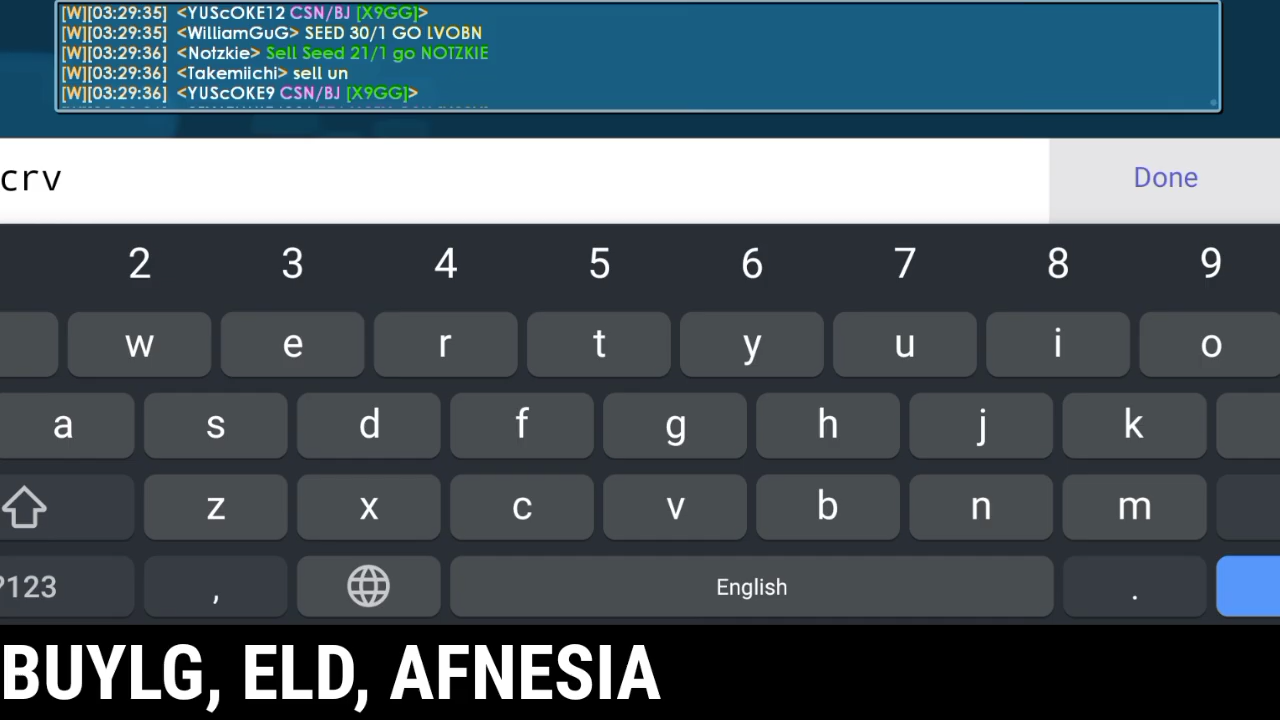 [W][03:29:35] <YUScOKE12 CSN/BJ [X9GG]>
[W][03:29:35] <WilliamGuG> SEED 30/1 GO LVOBN
[W][03:29:36] <Notzkie> Sell Seed 21/1 go NOTZKIE
[W][03:29:36] <Takemiichi> sell un
[W][03:29:36] <YUScOKE9 CSN/BJ [X9GG]>
crv
Done
2 3 4 5 6 7 8 9
w e r t y u i o
a s d f g h j k
z x c v b n m
?123 , English .
BUYLG, ELD, AFNESIA